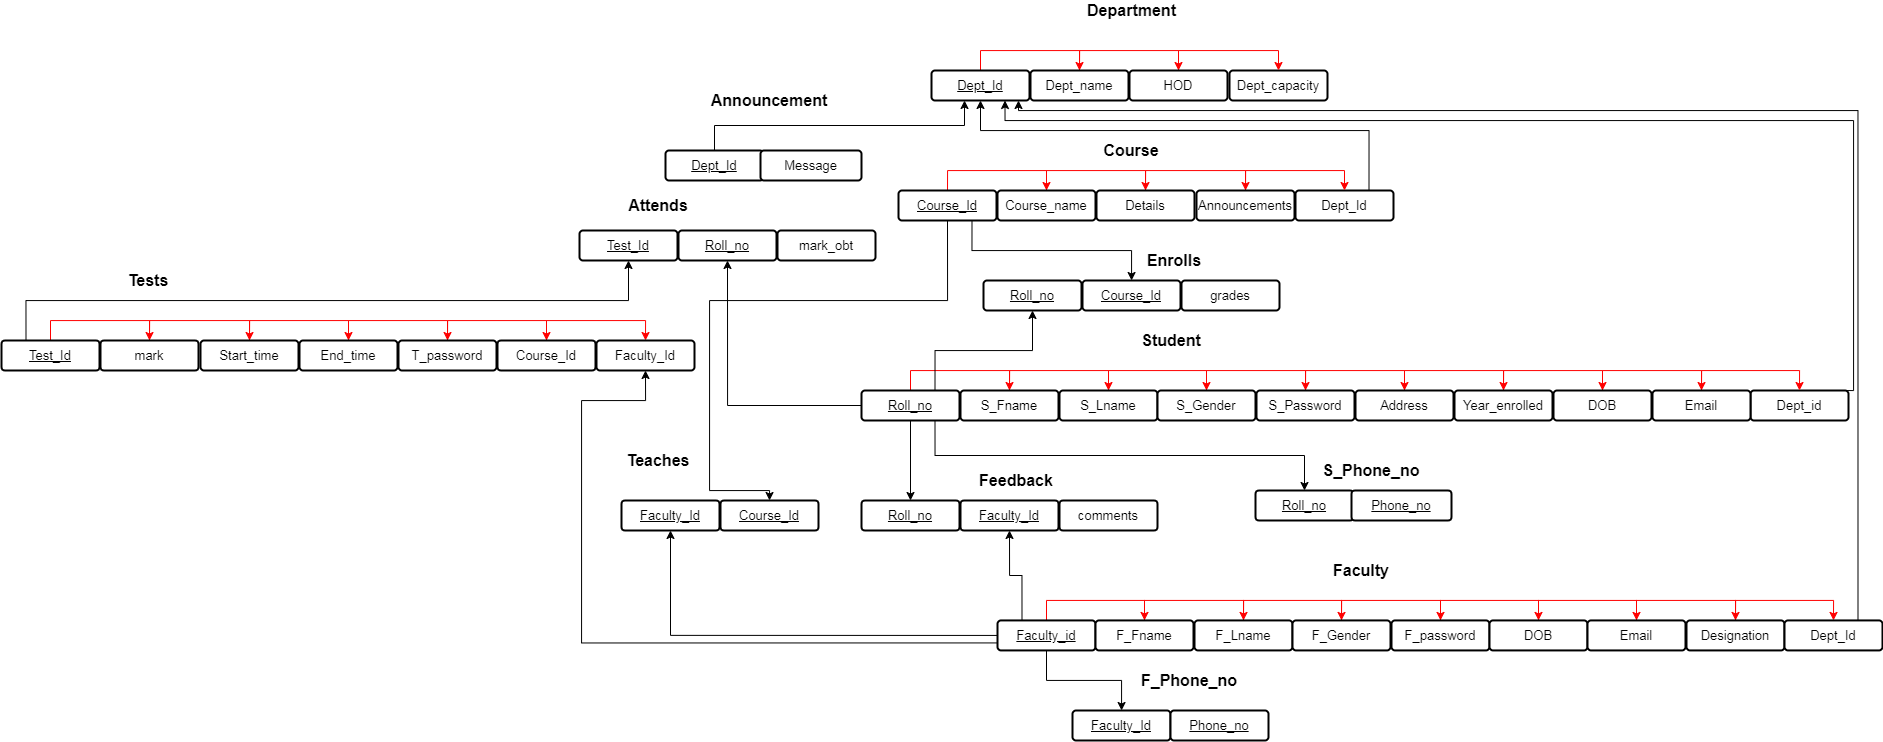 Department
Dept_Id Dept_name HOD Dept_capacity
Announcement
Dept_Id Message
Course
Course_Id Course_name Details Announcements Dept_Id
Attends
Test_Id Roll_no mark_obt
Enrolls
Roll_no Course_Id grades
Tests
Test_Id mark Start_time End_time T_password Course_Id Faculty_Id
Student
Roll_no S_Fname S_Lname S_Gender S_Password Address Year_enrolled DOB Email Dept_id
Teaches
Faculty_Id Course_Id
Feedback
Roll_no Faculty_Id comments
S_Phone_no
Roll_no Phone_no
Faculty
Faculty_id F_Fname F_Lname F_Gender F_password DOB Email Designation Dept_Id
F_Phone_no
Faculty_Id Phone_no